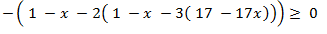 −( 1 − x − 2( 1 − x − 3( 17 − 17x))) ≥ 0